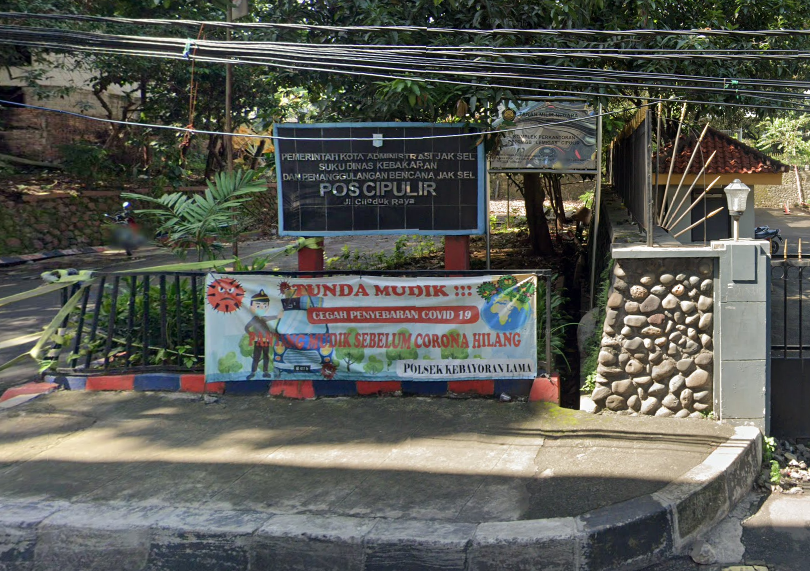 PEMERINTAH KOTA ADMINISTRASI JAK SEL
SUKU DINAS KEBAKARAN
DAN PENANGGULANGAN BENCANA JAK SEL
POS CIPULIR
Jl. Ciledug Raya
TUNDA MUDIK !!!
CEGAH PENYEBARAN COVID 19
MUDIK SEBELUM CORONA HILANG
POLSEK KEBAYORAN LAMA